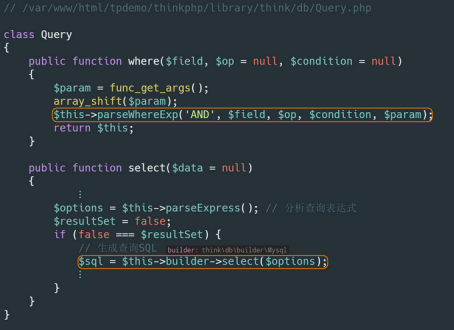 // /var/www/html/tpdemo/thinkphp/library/think/db/Query.php
class Query
{
public function where($field, $op = null, $condition = null)
{
$param = func_get_args();
array_shift($param);
$this->parseWhereExp('AND', $field, $op, $condition, $param);
return $this;
}
public function select($data = null)
{
⋮
$options = $this->parseExpress(); // 分析查询表达式
$resultSet = false;
if (false === $resultSet) {
// 生成查询SQL builder: think\db\builder\Mysql
$sql = $this->builder->select($options);
⋮
}
}
}